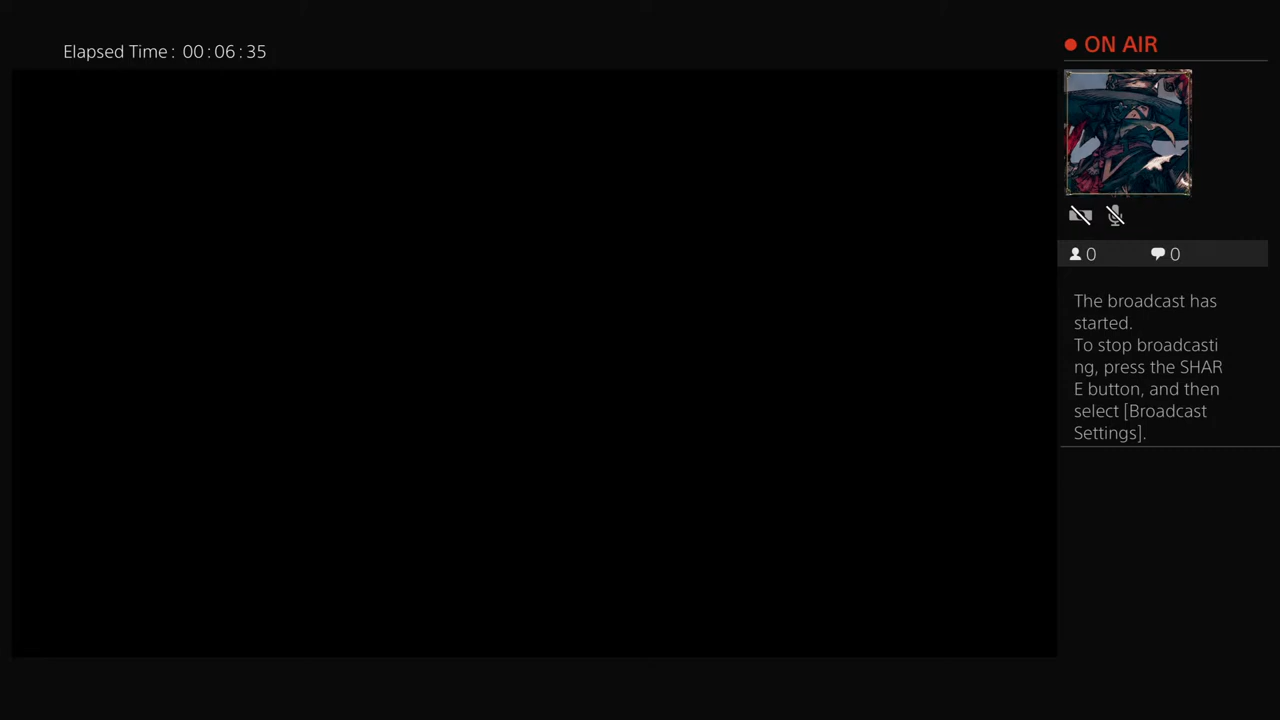 Elapsed Time: 00:06:35
ON AIR
0 0
The broadcast has
started.
To stop broadcasti
ng, press the SHAR
E button, and then
select [Broadcast
Settings].